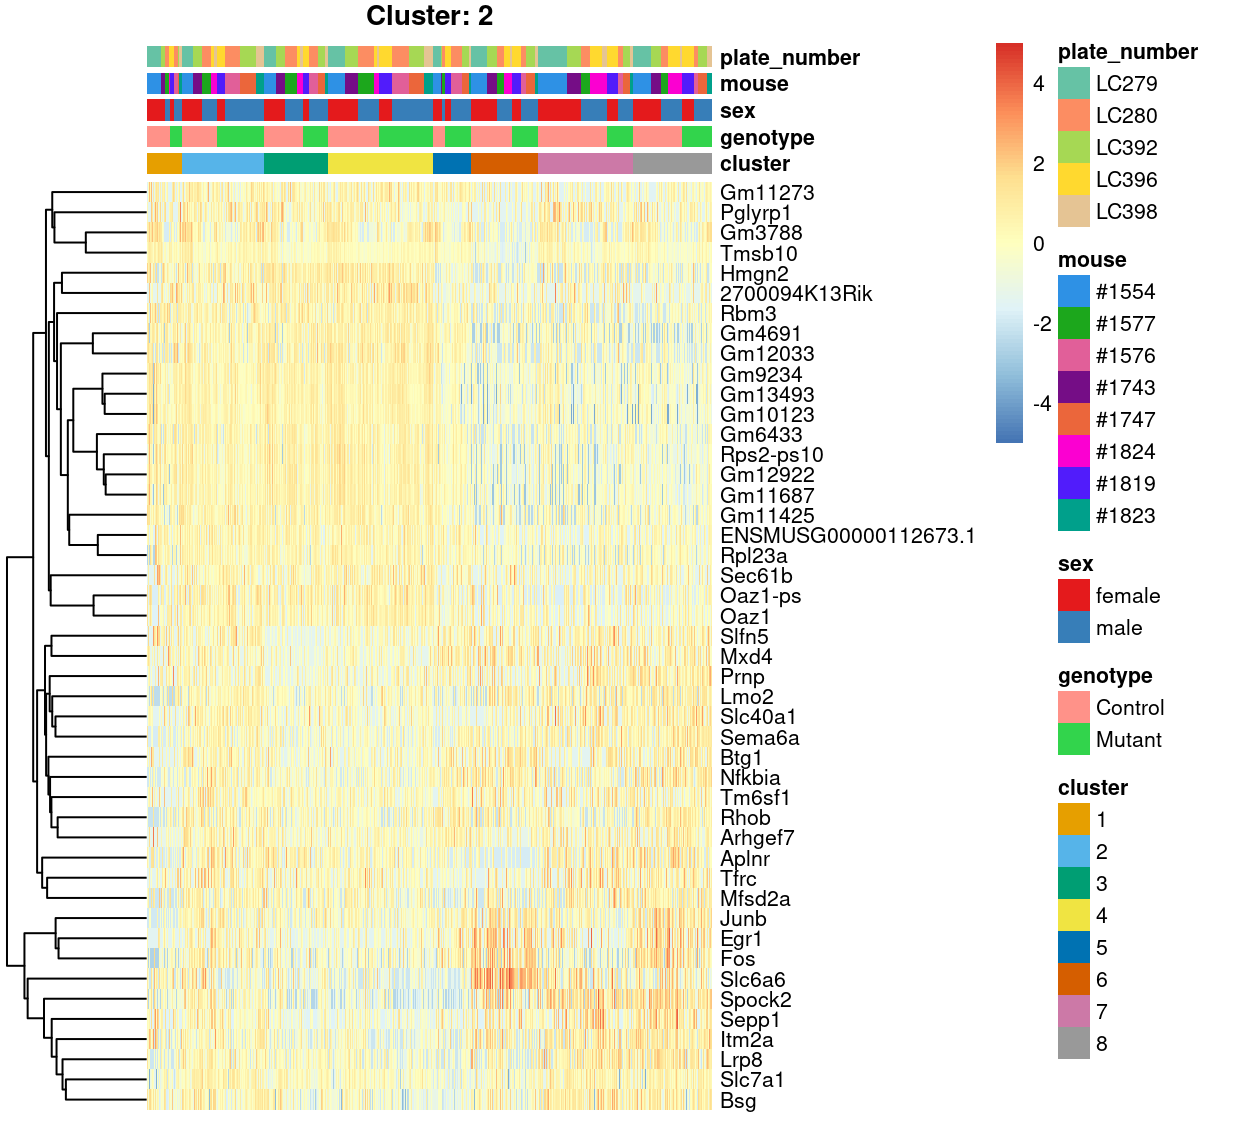 Cluster: 2
plate_number
mouse
sex
genotype
cluster
Gm11273
Pglyrp1
Gm3788
Tmsb10
Hmgn2
2700094K13Rik
Rbm3
Gm4691
Gm12033
Gm9234
Gm13493
Gm10123
Gm6433
Rps2-ps10
Gm12922
Gm11687
Gm11425
ENSMUSG00000112673.1
Rpl23a
Sec61b
Oaz1-ps
Oaz1
Slfn5
Mxd4
Prnp
Lmo2
Slc40a1
Sema6a
Btg1
Nfkbia
Tm6sf1
Rhob
Arhgef7
Aplnr
Tfrc
Mfsd2a
Junb
Egr1
Fos
Slc6a6
Spock2
Sepp1
Itm2a
Lrp8
Slc7a1
Bsg
4
2
0
-2
-4
plate_number
LC279
LC280
LC392
LC396
LC398
mouse
#1554
#1577
#1576
#1743
#1747
#1824
#1819
#1823
sex
female
male
genotype
Control
Mutant
cluster
1
2
3
4
5
6
7
8